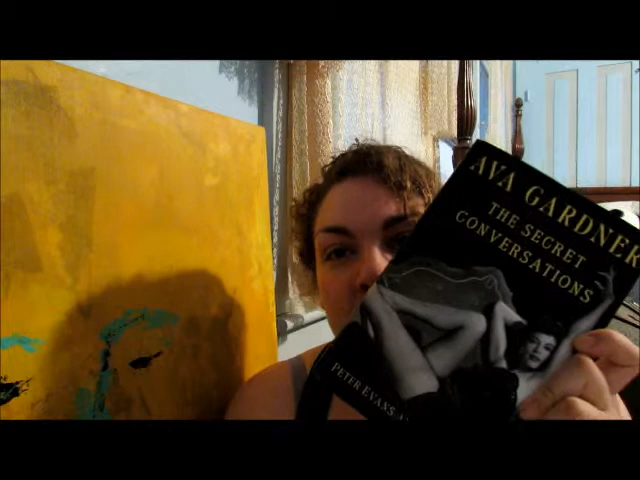 AVA GARDNER
THE SECRET
CONVERSATIONS
PETER EVANS